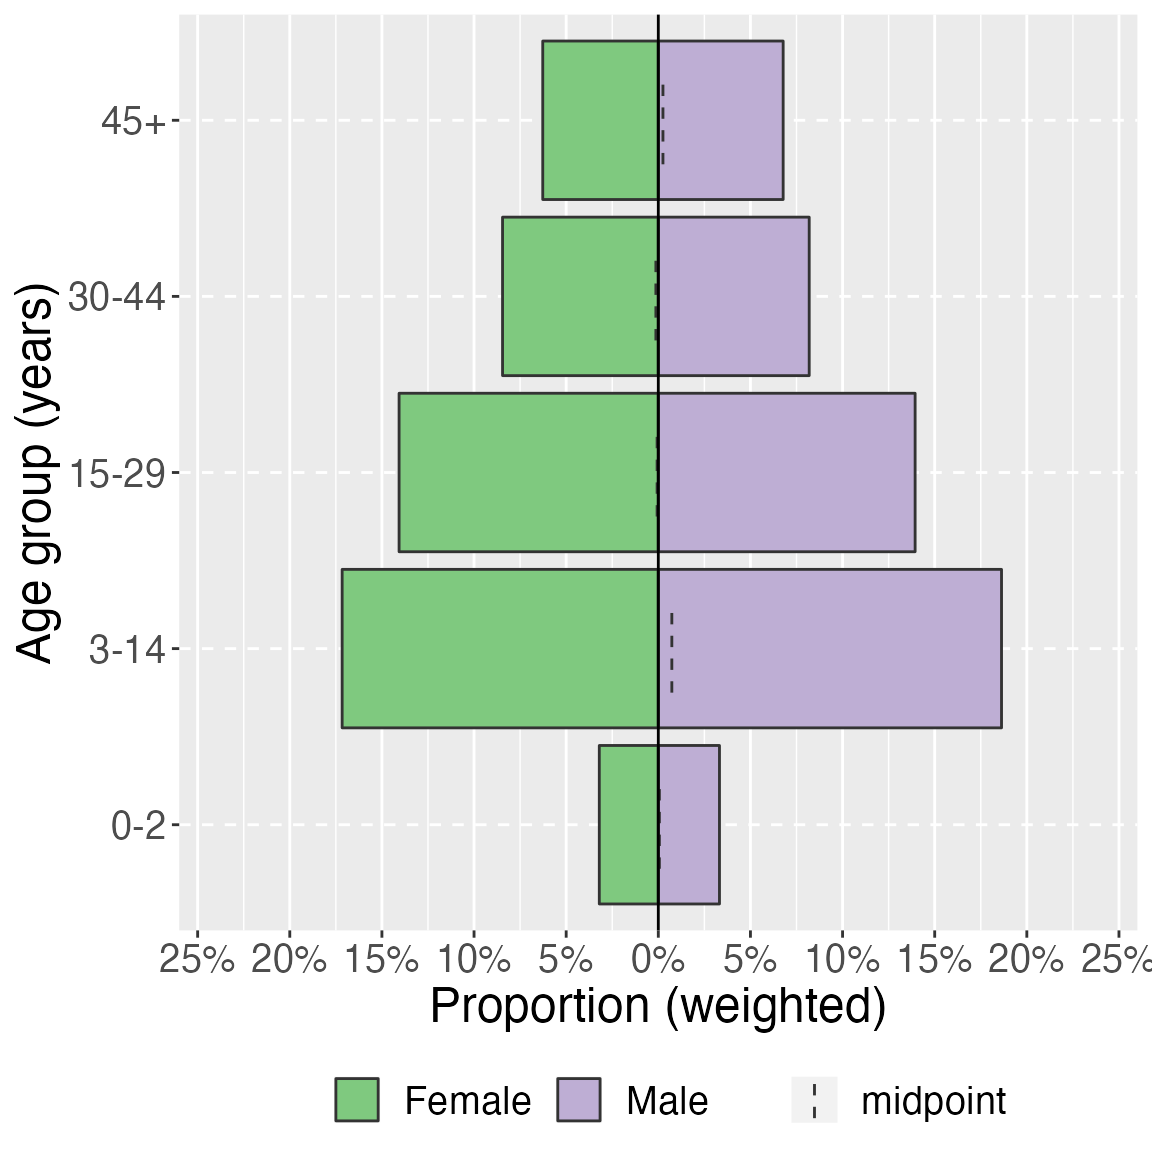 Age group (years)
45+
30-44
15-29
3-14
0-2
25% 20% 15% 10% 5% 0% 5% 10% 15% 20% 25%
Proportion (weighted)
Female Male midpoint